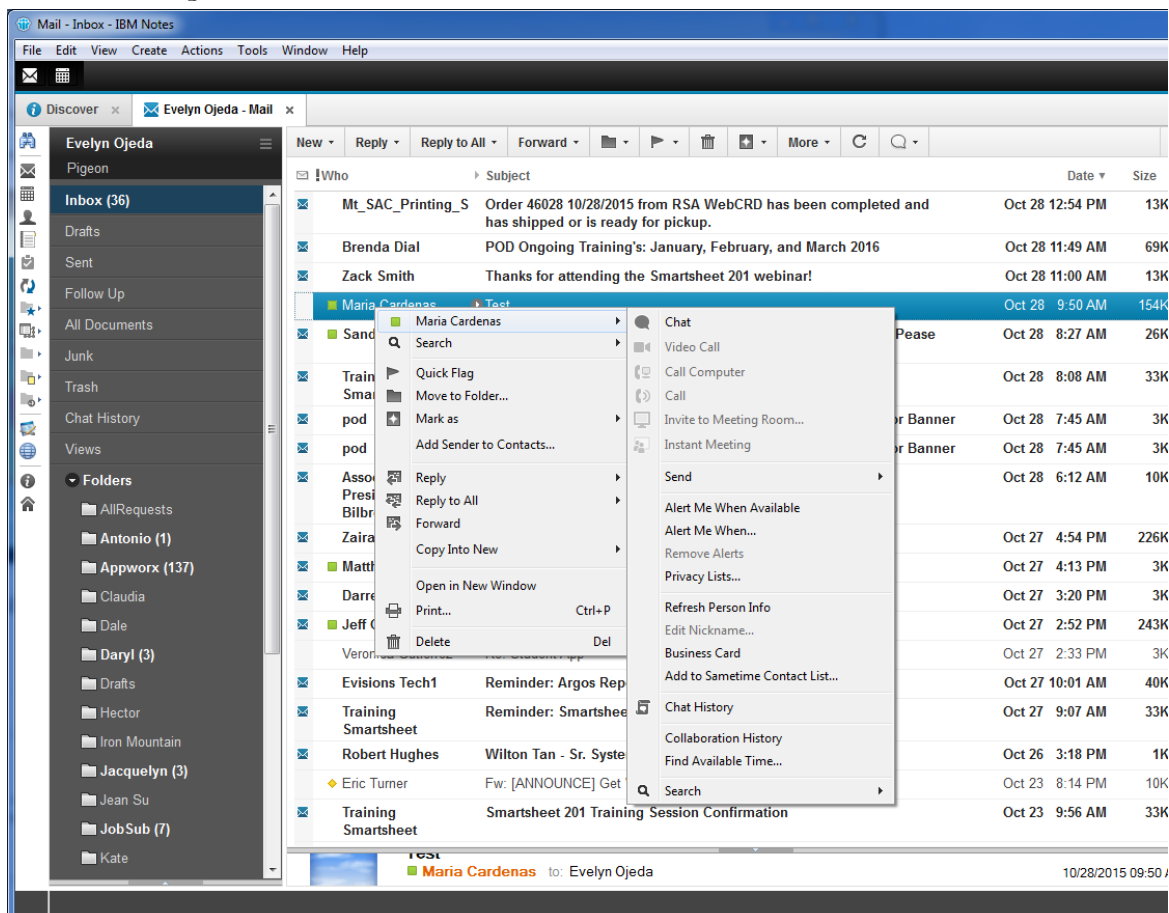 Mail - Inbox - IBM Notes
File Edit View Create Actions Tools Window Help
Discover × Evelyn Ojeda - Mail ×
Evelyn Ojeda
Pigeon
Inbox (36)
Drafts
Sent
Follow Up
All Documents
Junk
Trash
Chat History
Views
Folders
AllRequests
Antonio (1)
Appworx (137)
Claudia
Dale
Daryl (3)
Drafts
Hector
Iron Mountain
Jacquelyn (3)
Jean Su
JobSub (7)
Kate
New Reply Reply to All Forward More
! Who Subject Date Size
Mt_SAC_Printing_S Order 46028 10/28/2015 from RSA WebCRD has been completed and Oct 28 12:54 PM 13K
has shipped or is ready for pickup.
Brenda Dial POD Ongoing Training's: January, February, and March 2016 Oct 28 11:49 AM 69K
Zack Smith Thanks for attending the Smartsheet 201 webinar! Oct 28 11:00 AM 13K
Maria Cardenas Test Oct 28 9:50 AM 154K
Sand Pease Oct 28 8:27 AM 26K
Train Oct 28 8:08 AM 33K
Smar
pod or Banner Oct 28 7:45 AM 3K
pod or Banner Oct 28 7:45 AM 3K
Asso Oct 28 6:12 AM 10K
Presi
Bilbr
Zaira Oct 27 4:54 PM 226K
Matth Oct 27 4:13 PM 3K
Darre Oct 27 3:20 PM 3K
Jeff Oct 27 2:52 PM 243K
Oct 27 2:33 PM 3K
Evisions Tech1 Reminder: Argos Rep Oct 27 10:01 AM 40K
Training Reminder: Smartshee Oct 27 9:07 AM 33K
Smartsheet
Robert Hughes Wilton Tan - Sr. Syste Oct 26 3:18 PM 1K
Eric Turner Fw: [ANNOUNCE] Get Oct 23 8:14 PM 10K
Training Smartsheet 201 Training Session Confirmation Oct 23 9:56 AM 33K
Smartsheet
Maria Cardenas
Search
Quick Flag
Move to Folder...
Mark as
Add Sender to Contacts...
Reply
Reply to All
Forward
Copy Into New
Open in New Window
Print... Ctrl+P
Delete Del
Chat
Video Call
Call Computer
Call
Invite to Meeting Room...
Instant Meeting
Send
Alert Me When Available
Alert Me When...
Remove Alerts
Privacy Lists...
Refresh Person Info
Edit Nickname...
Business Card
Add to Sametime Contact List...
Chat History
Collaboration History
Find Available Time...
Search
Test
Maria Cardenas to: Evelyn Ojeda 10/28/2015 09:50